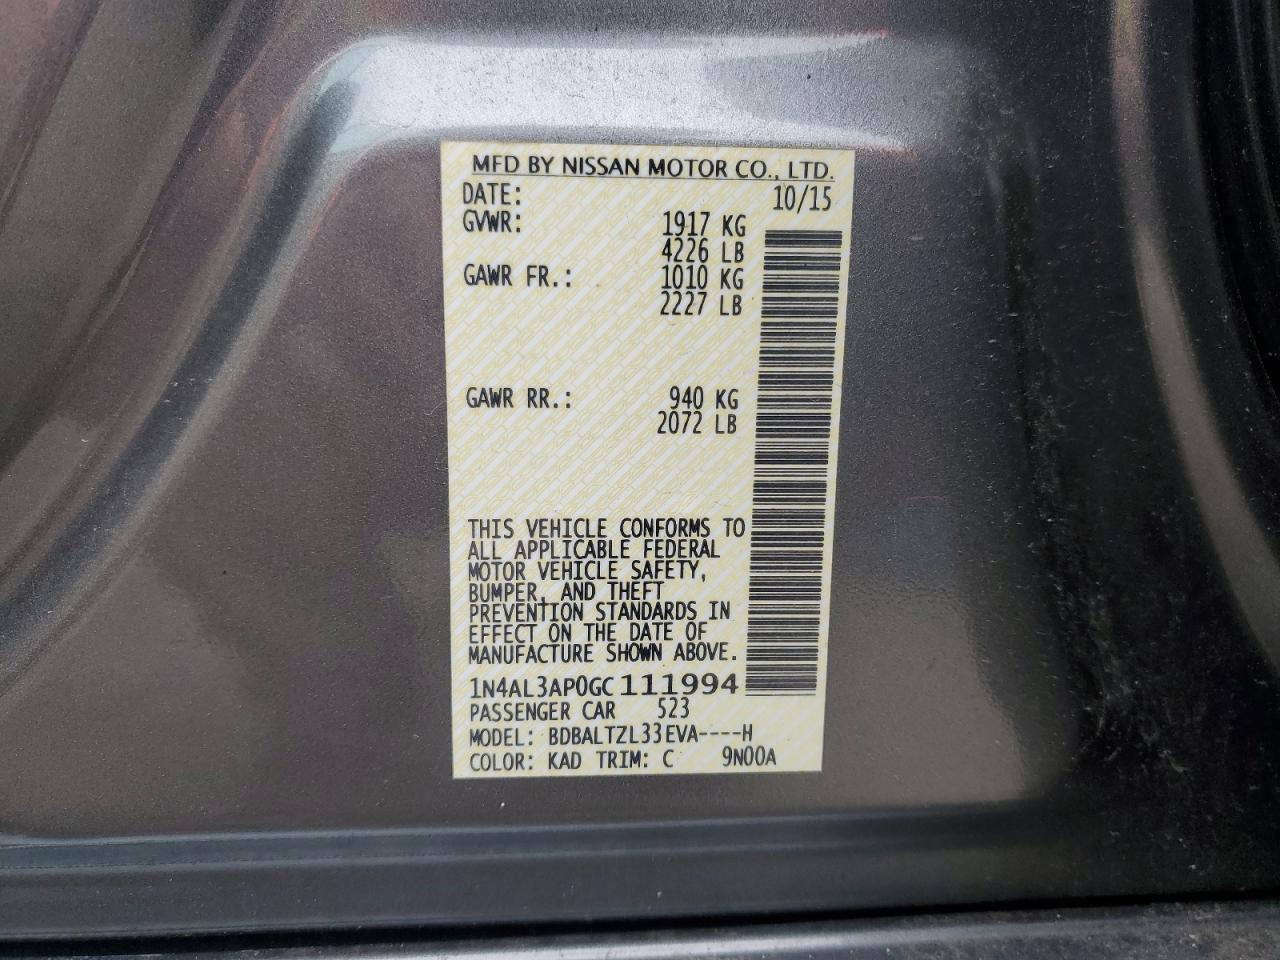 MFD BY NISSAN MOTOR CO., LTD.
DATE: 10/15
GVWR: 1917 KG
4226 LB
GAWR FR.: 1010 KG
2227 LB
GAWR RR.: 940 KG
2072 LB
THIS VEHICLE CONFORMS TO
ALL APPLICABLE FEDERAL
MOTOR VEHICLE SAFETY,
BUMPER, AND THEFT
PREVENTION STANDARDS IN
EFFECT ON THE DATE OF
MANUFACTURE SHOWN ABOVE.
1N4AL3AP0GC111994
PASSENGER CAR 523
MODEL: BDBALTZL33EVA----H
COLOR: KAD TRIM: C 9N00A